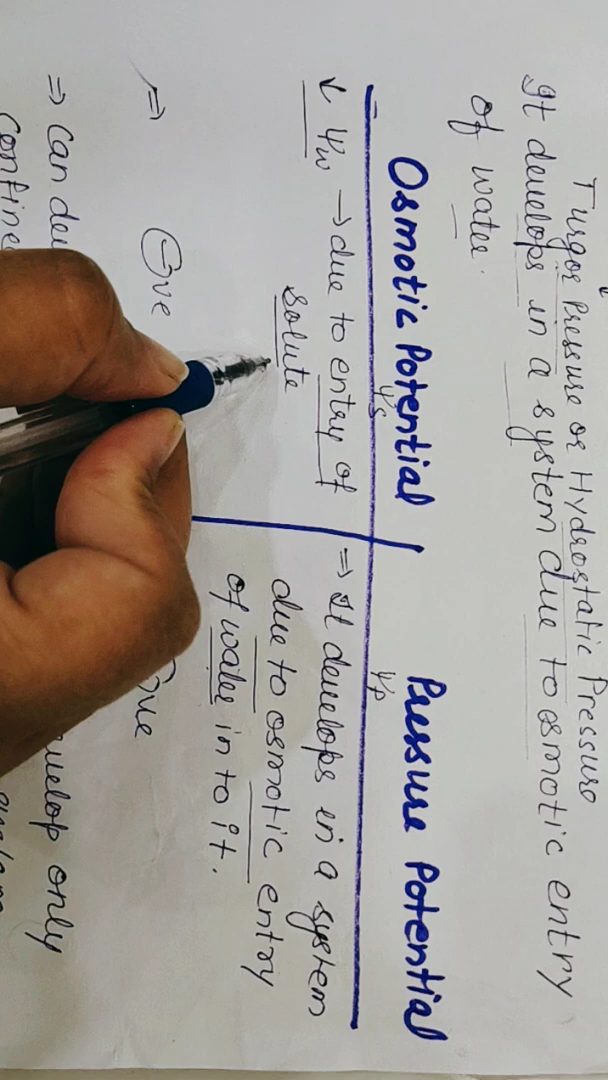 Turgor Pressure or Hydrostatic Pressure
It develops in a system due to osmotic entry
of water.
Osmotic Potential
Ψs
↓ Ψw → due to entry of
solute
⇒ ⊖ve
⇒ Can
Pressure Potential
Ψp
⇒ It develops in a system
due to osmotic entry
of water in to it.
ve
only